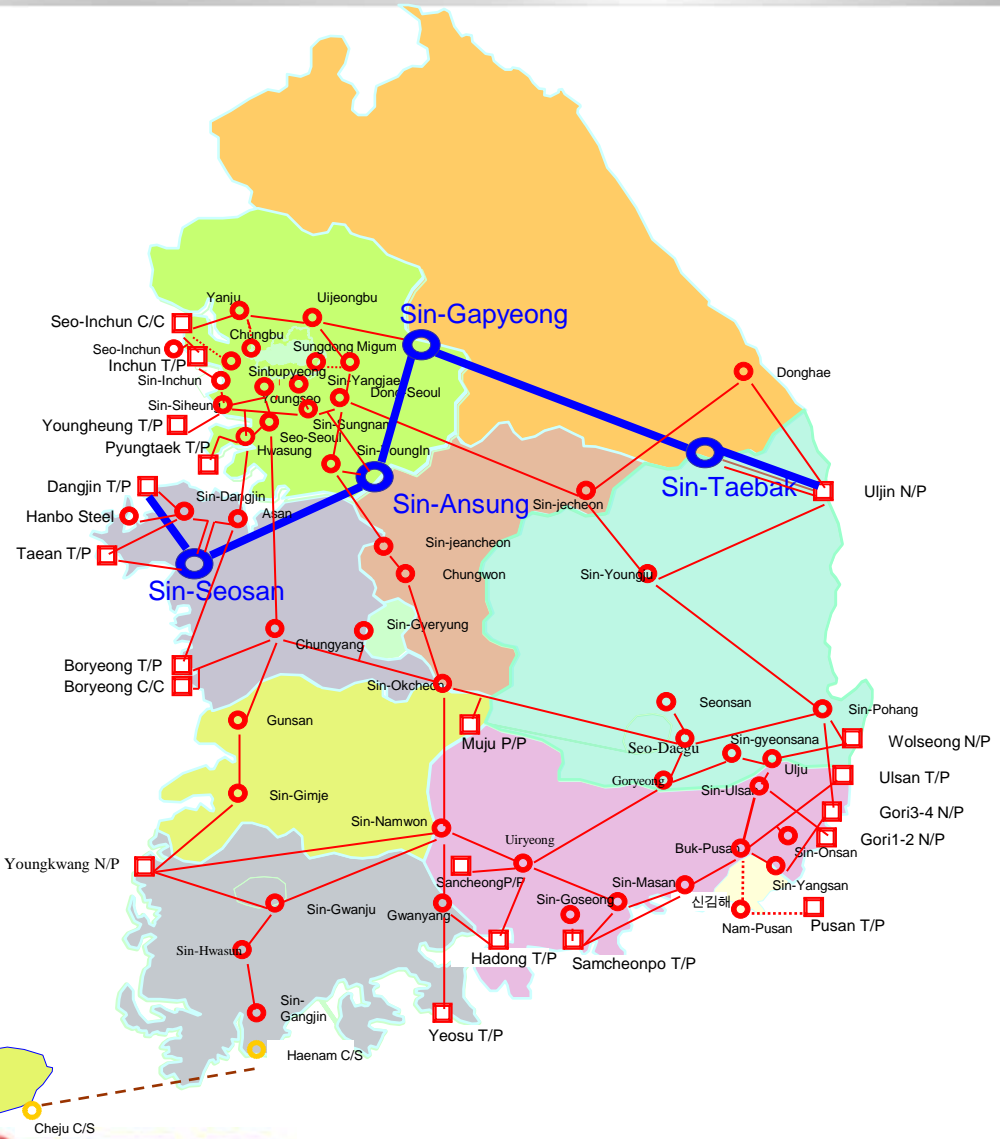 Yanju
Uijeongbu
Sin-Gapyeong
Seo-Inchun C/C
Chungbu
Seo-Inchun
Sungdong Migum
Inchun T/P
Sinbupyeong
Donghae
Sin-Inchun
Sin-Yangjae
Dong-Seoul
Sin-Siheung
Youngseo
Youngheung T/P
Sin-Sungnam
Seo-Seoul
Pyungtaek T/P
Hwasung
Sin-YoungIn
Dangjin T/P
Sin-Taebak
Uljin N/P
Sin-Dangjin
Sin-Ansung
Sin-jecheon
Hanbo Steel
Asan
Sin-jeancheon
Taean T/P
Chungwon
Sin-Youngju
Sin-Seosan
Sin-Gyeryung
Chungyang
Boryeong T/P
Boryeong C/C
Sin-Okcheon
Seonsan
Sin-Pohang
Gunsan
Muju P/P
Seo-Daegu
Sin-gyeonsana
Wolseong N/P
Ulju
Goryeong
Ulsan T/P
Sin-Ulsan
Sin-Gimje
Gori3-4 N/P
Sin-Namwon
Uiryeong
Gori1-2 N/P
Buk-Pusan
Sin-Onsan
Youngkwang N/P
SancheongP/P
Sin-Masan
Sin-Yangsan
Sin-Goseong
신김해
Sin-Gwanju
Gwanyang
Nam-Pusan
Pusan T/P
Sin-Hwasun
Hadong T/P
Samcheonpo T/P
Sin-
Gangjin
Yeosu T/P
Haenam C/S
Cheju C/S